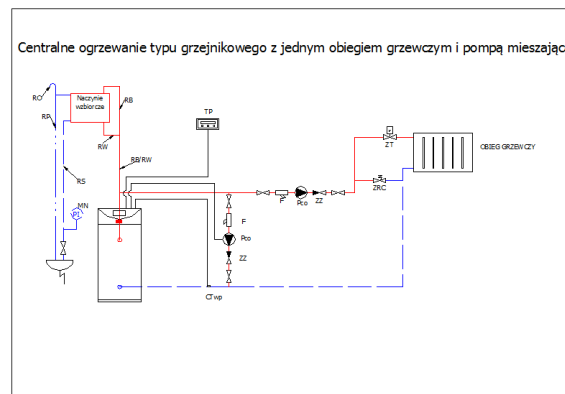 Centralne ogrzewanie typu grzejnikowego z jednym obiegiem grzewczym i pompą mieszając
RO
RP
Naczynie
wzbiorcze
RB
RW
TP
RB/RW
RS
MN
PI
ZT
OBIEG GRZEWCZY
ZRC
F
Pco
ZZ
F
Pco
ZZ
CTwp